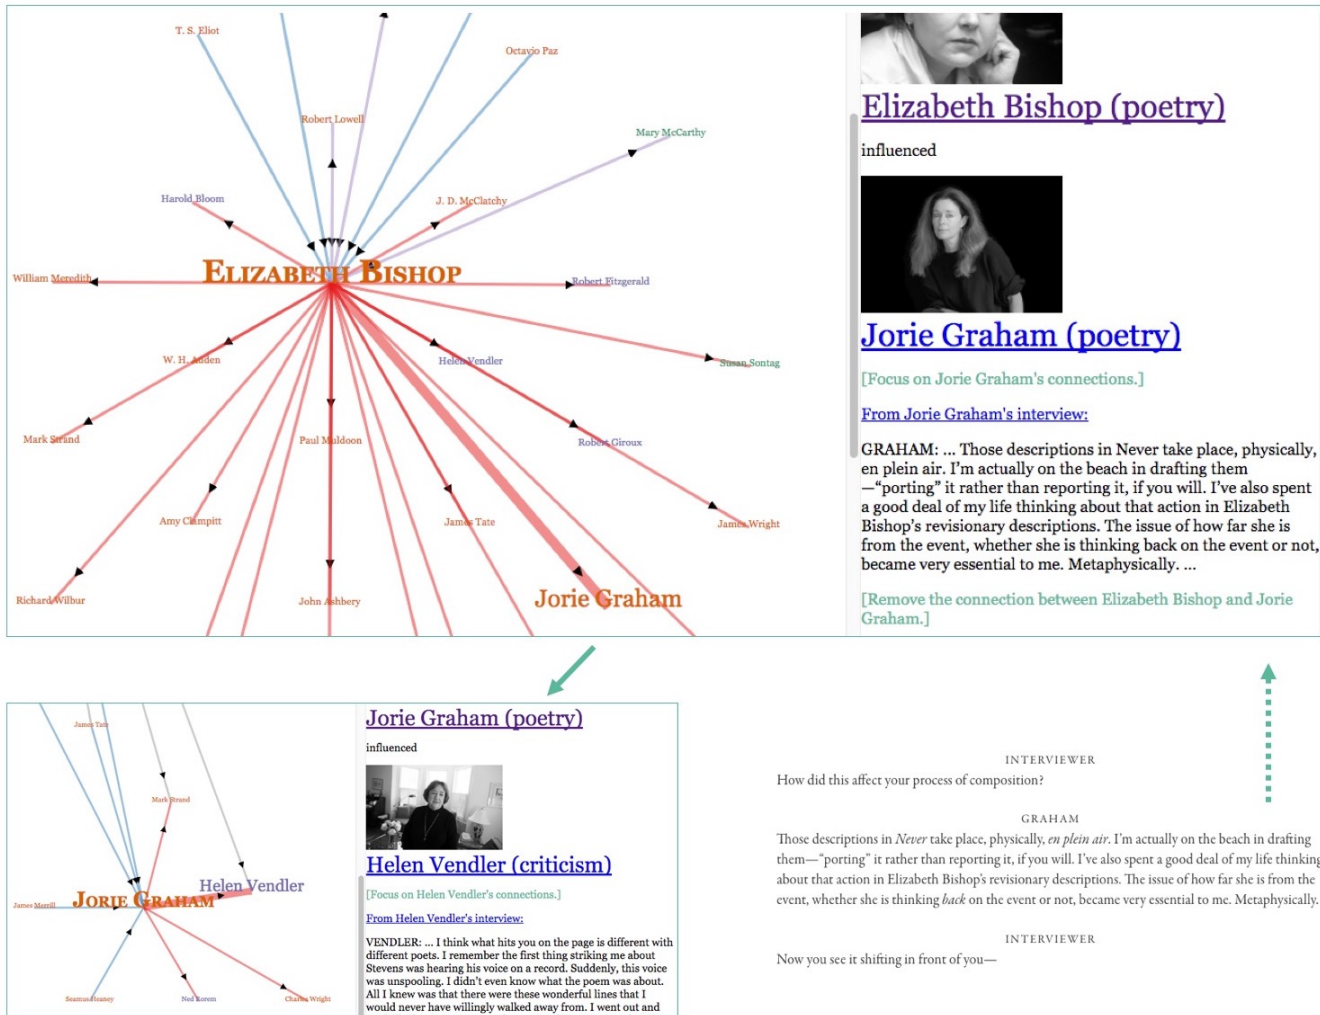 T. S. Eliot
Octavio Paz
Robert Lowell
Mary McCarthy
Harold Bloom
J. D. McClatchy
ELIZABETH BISHOP
William Meredith
Robert Fitzgerald
W. H. Auden
Helen Vendler
Susan Sontag
Mark Strand
Paul Muldoon
Robert Giroux
Amy Clampitt
James Tate
James Wright
Richard Wilbur
John Ashbery
Jorie Graham
Elizabeth Bishop (poetry)
influenced
Jorie Graham (poetry)
[Focus on Jorie Graham's connections.]
From Jorie Graham's interview:
GRAHAM: ... Those descriptions in Never take place, physically,
en plein air. I'm actually on the beach in drafting them
—“porting” it rather than reporting it, if you will. I've also spent
a good deal of my life thinking about that action in Elizabeth
Bishop's revisionary descriptions. The issue of how far she is
from the event, whether she is thinking back on the event or not,
became very essential to me. Metaphysically. ...
[Remove the connection between Elizabeth Bishop and Jorie
Graham.]
James Tate
Mark Strand
Helen Vendler
James Merrill
JORIE GRAHAM
Seamus Heaney
Ned Rorem
Charles Wright
Jorie Graham (poetry)
influenced
Helen Vendler (criticism)
[Focus on Helen Vendler's connections.]
From Helen Vendler's interview:
VENDLER: ... I think what hits you on the page is different with
different poets. I remember the first thing striking me about
Stevens was hearing his voice on a record. Suddenly, this voice
was unspooling. I didn't even know what the poem was about.
All I knew was that there were these wonderful lines that I
would never have willingly walked away from. I went out and
INTERVIEWER
How did this affect your process of composition?
GRAHAM
Those descriptions in Never take place, physically, en plein air. I'm actually on the beach in drafting
them—“porting” it rather than reporting it, if you will. I've also spent a good deal of my life thinking
about that action in Elizabeth Bishop's revisionary descriptions. The issue of how far she is from the
event, whether she is thinking back on the event or not, became very essential to me. Metaphysically.
INTERVIEWER
Now you see it shifting in front of you—